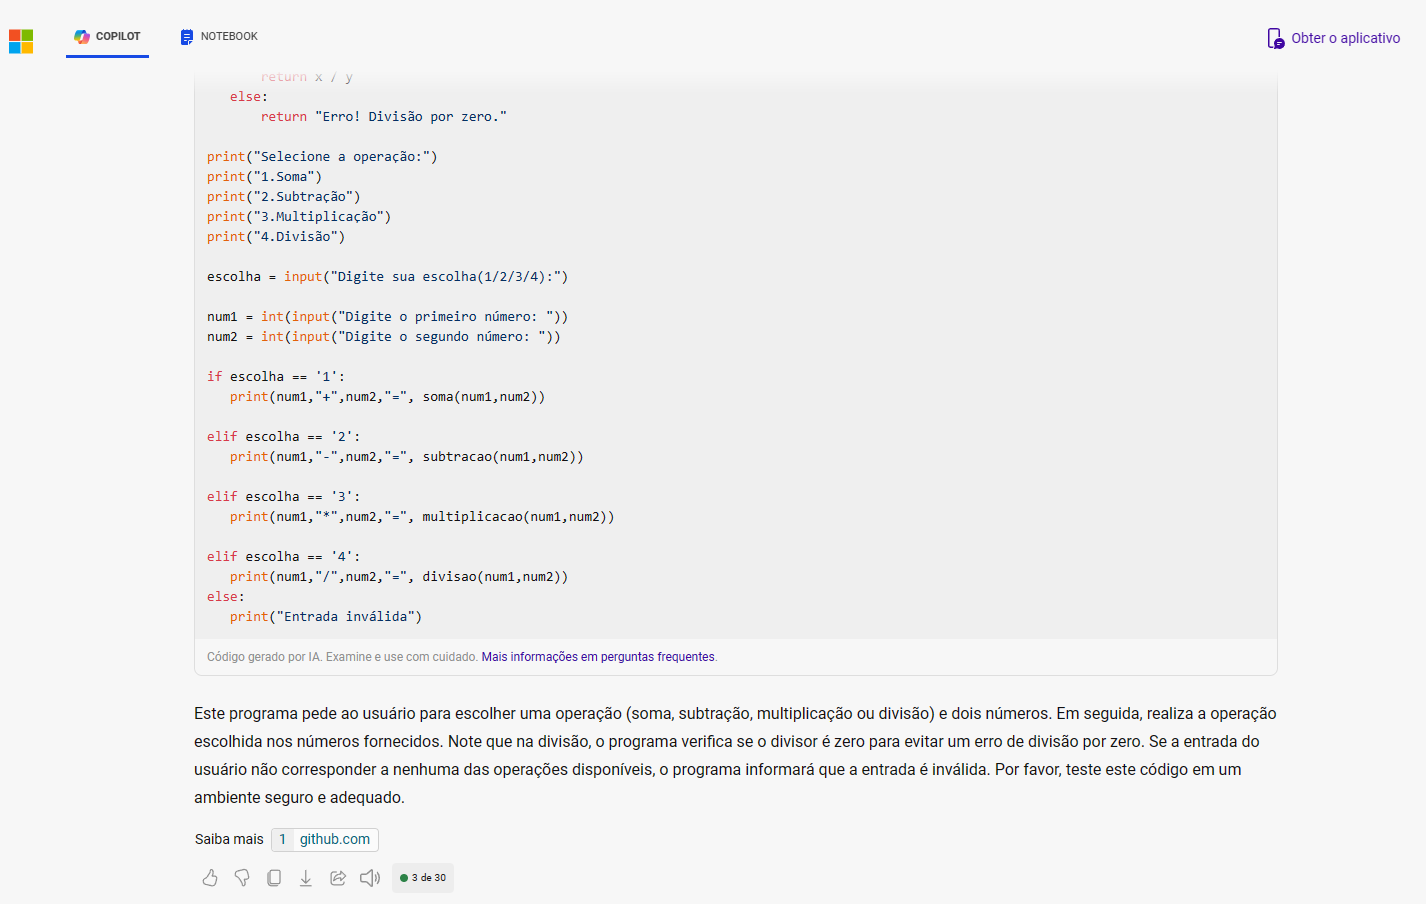 COPILOT
NOTEBOOK
Obter o aplicativo
return x / y
else:
return "Erro! Divisão por zero."
print("Selecione a operação:")
print("1.Soma")
print("2.Subtração")
print("3.Multiplicação")
print("4.Divisão")
escolha = input("Digite sua escolha(1/2/3/4):")
num1 = int(input("Digite o primeiro número: "))
num2 = int(input("Digite o segundo número: "))
if escolha == '1':
print(num1,"+",num2,"=", soma(num1,num2))
elif escolha == '2':
print(num1,"-",num2,"=", subtracao(num1,num2))
elif escolha == '3':
print(num1,"*",num2,"=", multiplicacao(num1,num2))
elif escolha == '4':
print(num1,"/",num2,"=", divisao(num1,num2))
else:
print("Entrada inválida")
Código gerado por IA. Examine e use com cuidado. Mais informações em perguntas frequentes.
Este programa pede ao usuário para escolher uma operação (soma, subtração, multiplicação ou divisão) e dois números. Em seguida, realiza a operação
escolhida nos números fornecidos. Note que na divisão, o programa verifica se o divisor é zero para evitar um erro de divisão por zero. Se a entrada do
usuário não corresponder a nenhuma das operações disponíveis, o programa informará que a entrada é inválida. Por favor, teste este código em um
ambiente seguro e adequado.
Saiba mais 1 github.com
3 de 30